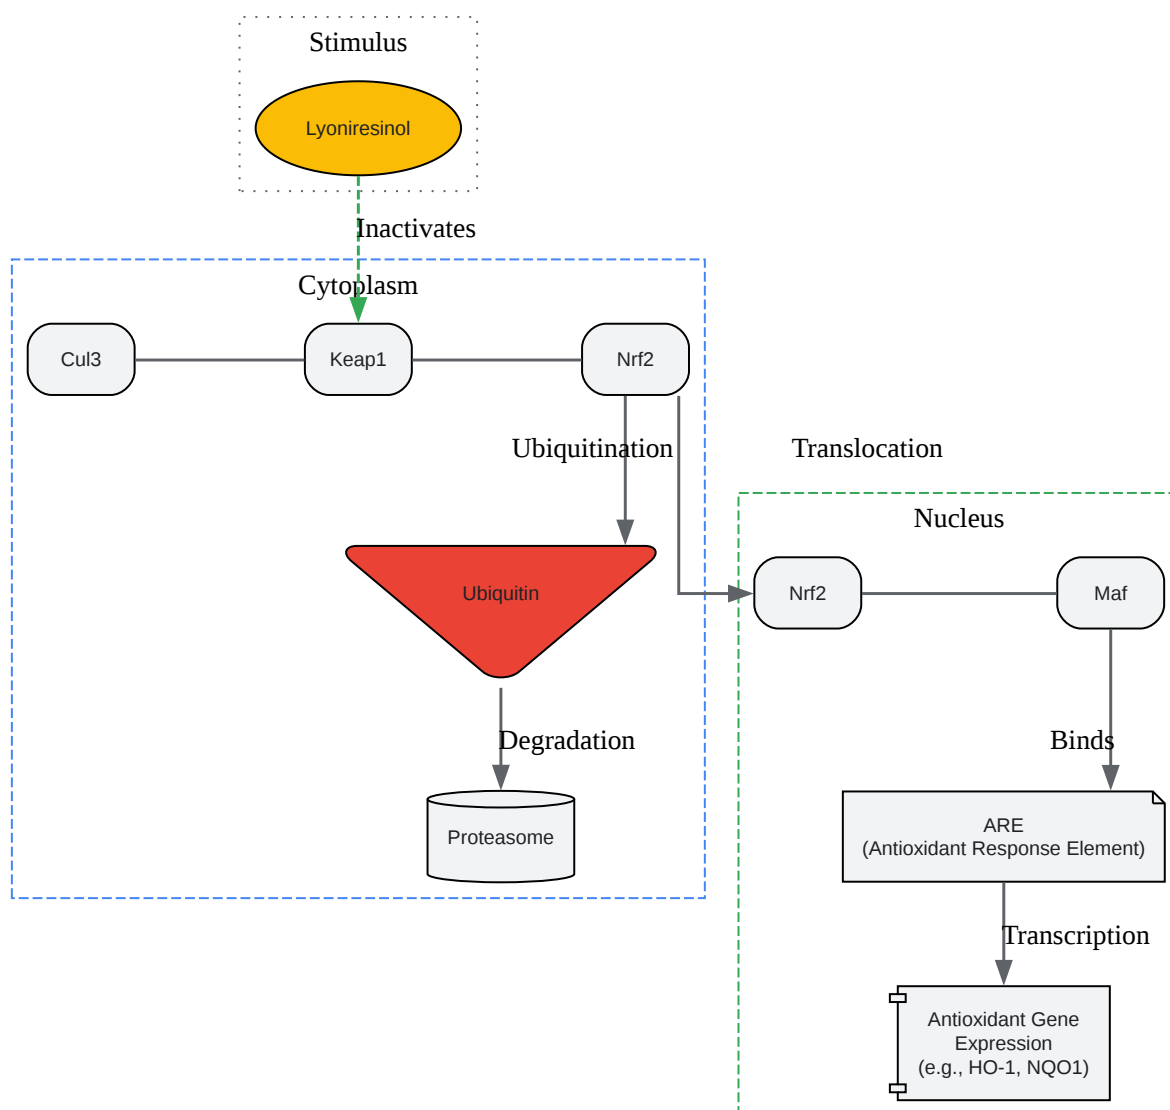 Stimulus
Lyoniresinol
Inactivates
Cytoplasm
Cul3
Keap1
Nrf2
Ubiquitination
Translocation
Nucleus
Ubiquitin
Nrf2
Maf
Degradation
Binds
Proteasome
ARE
(Antioxidant Response Element)
Transcription
Antioxidant Gene
Expression
(e.g., HO-1, NQO1)